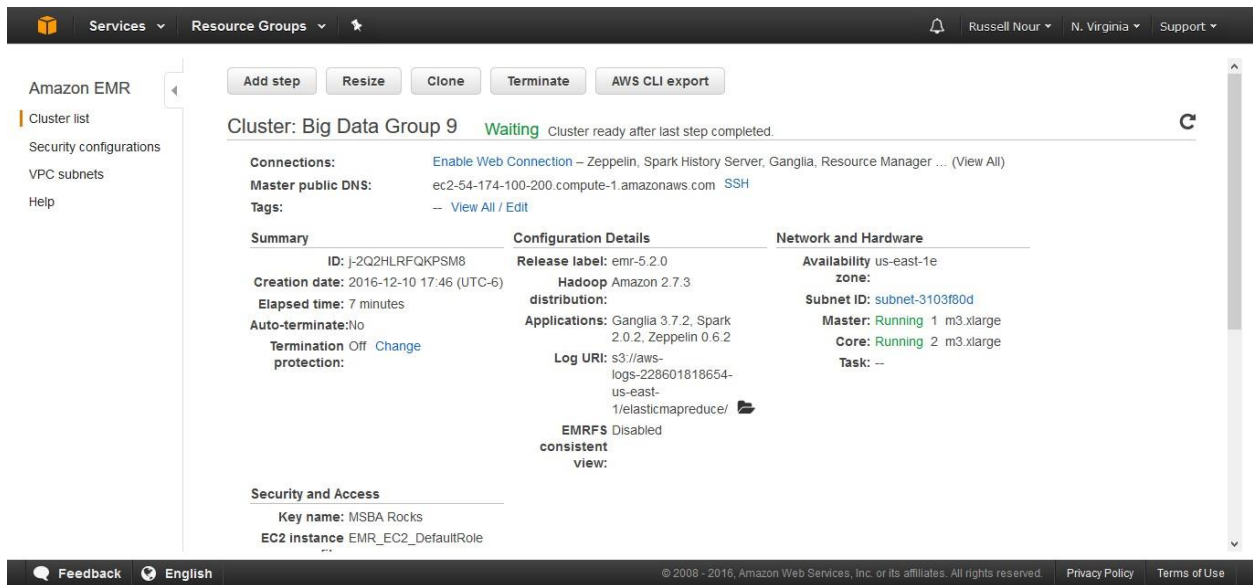 Services Resource Groups Russell Nour N. Virginia Support
Amazon EMR
Cluster list
Security configurations
VPC subnets
Help
Add step Resize Clone Terminate AWS CLI export
Cluster: Big Data Group 9 Waiting Cluster ready after last step completed.
Connections: Enable Web Connection – Zeppelin, Spark History Server, Ganglia, Resource Manager ... (View All)
Master public DNS: ec2-54-174-100-200.compute-1.amazonaws.com SSH
Tags: -- View All / Edit
Summary
ID: j-2Q2HLRFQKPSM8
Creation date: 2016-12-10 17:46 (UTC-6)
Elapsed time: 7 minutes
Auto-terminate: No
Termination Off Change
protection:
Configuration Details
Release label: emr-5.2.0
Hadoop Amazon 2.7.3
distribution:
Applications: Ganglia 3.7.2, Spark
2.0.2, Zeppelin 0.6.2
Log URI: s3://aws-
logs-228601818654-
us-east-
1/elasticmapreduce/
EMRFS Disabled
consistent
view:
Network and Hardware
Availability us-east-1e
zone:
Subnet ID: subnet-3103f80d
Master: Running 1 m3.xlarge
Core: Running 2 m3.xlarge
Task: --
Security and Access
Key name: MSBA Rocks
EC2 instance EMR_EC2_DefaultRole
Feedback English © 2008 - 2016, Amazon Web Services, Inc. or its affiliates. All rights reserved. Privacy Policy Terms of Use